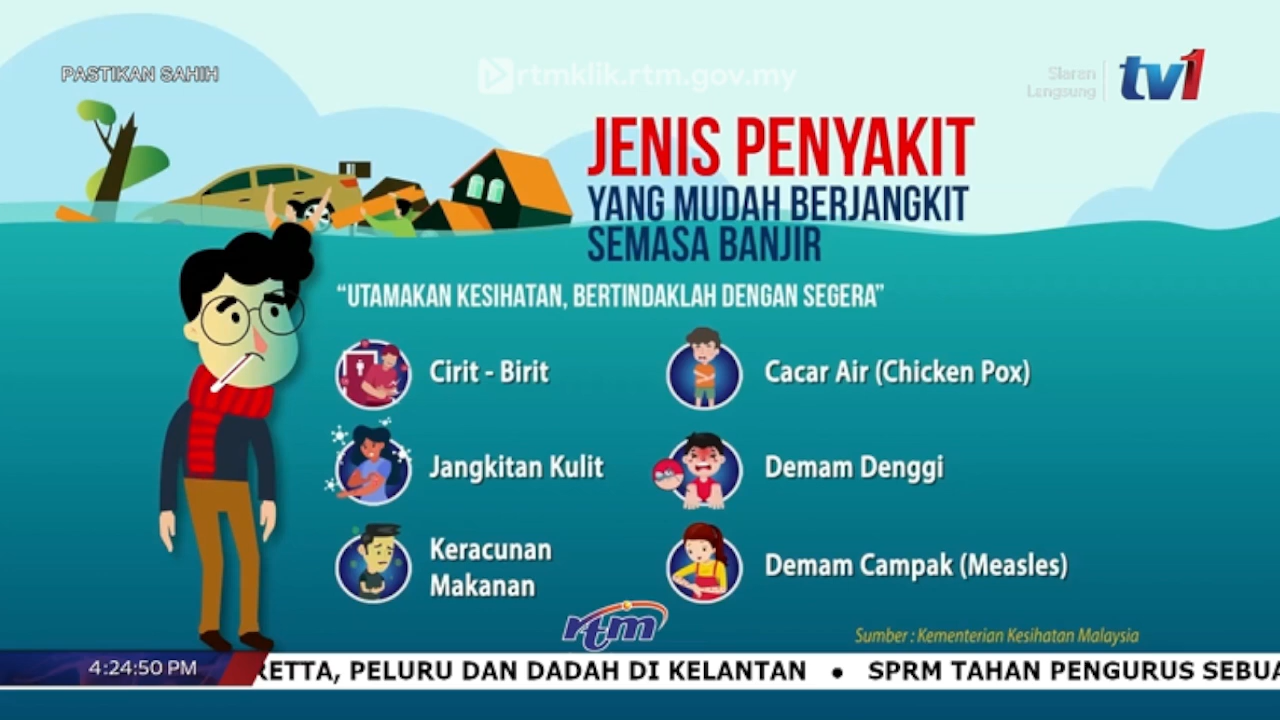 PASTIKAN SAHIH
rtmklik.rtm.gov.my
Siaran
Langsung
tv1
JENIS PENYAKIT
YANG MUDAH BERJANGKIT
SEMASA BANJIR
“UTAMAKAN KESIHATAN, BERTINDAKLAH DENGAN SEGERA”
Cirit - Birit
Cacar Air (Chicken Pox)
Jangkitan Kulit
Demam Denggi
Keracunan
Makanan
Demam Campak (Measles)
rtm
Sumber : Kementerian Kesihatan Malaysia
4:24:50 PM
RETTA, PELURU DAN DADAH DI KELANTAN • SPRM TAHAN PENGURUS SEBUA